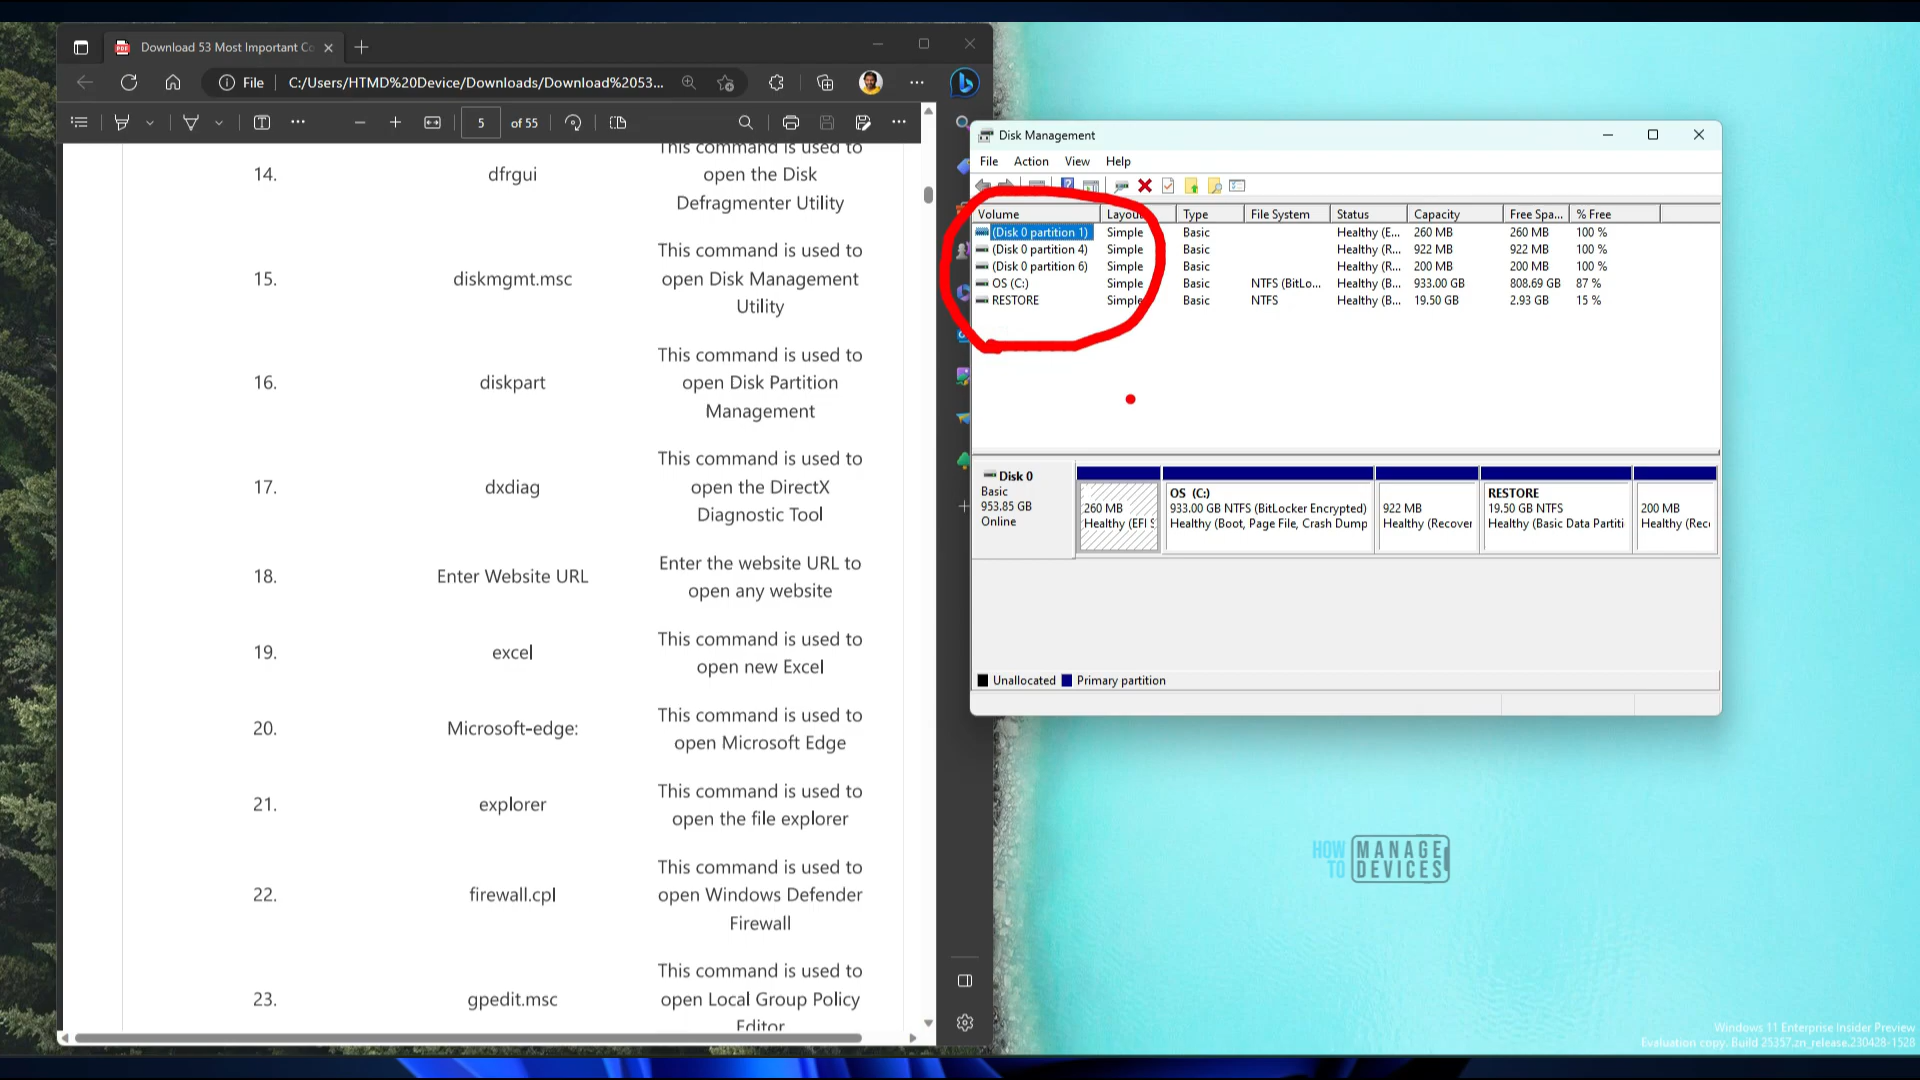 Download 53 Most Important Co
File
C:/Users/HTMD%20Device/Downloads/Download%2053...
5 of 55
This command is used to
14. dfrgui open the Disk
Defragmenter Utility
This command is used to
15. diskmgmt.msc open Disk Management
Utility
This command is used to
16. diskpart open Disk Partition
Management
This command is used to
17. dxdiag open the DirectX
Diagnostic Tool
Enter the website URL to
18. Enter Website URL open any website
This command is used to
19. excel open new Excel
This command is used to
20. Microsoft-edge: open Microsoft Edge
This command is used to
21. explorer open the file explorer
This command is used to
22. firewall.cpl open Windows Defender
Firewall
This command is used to
23. gpedit.msc open Local Group Policy
Editor
Disk Management
File Action View Help
Volume Layou Type File System Status Capacity Free Spa... % Free
(Disk 0 partition 1) Simple Basic Healthy (E... 260 MB 260 MB 100 %
(Disk 0 partition 4) Simple Basic Healthy (R... 922 MB 922 MB 100 %
(Disk 0 partition 6) Simple Basic Healthy (R... 200 MB 200 MB 100 %
OS (C:) Simple Basic NTFS (BitLo... Healthy (B... 933.00 GB 808.69 GB 87 %
RESTORE Simple Basic NTFS Healthy (B... 19.50 GB 2.93 GB 15 %
Disk 0
Basic
953.85 GB
Online
260 MB
Healthy (EFI S
OS (C:)
933.00 GB NTFS (BitLocker Encrypted)
Healthy (Boot, Page File, Crash Dump
922 MB
Healthy (Recover
RESTORE
19.50 GB NTFS
Healthy (Basic Data Partiti
200 MB
Healthy (Rec
Unallocated Primary partition
HOW TO MANAGE DEVICES
Windows 11 Enterprise Insider Preview
Evaluation copy. Build 25357.zn_release.230428-1528